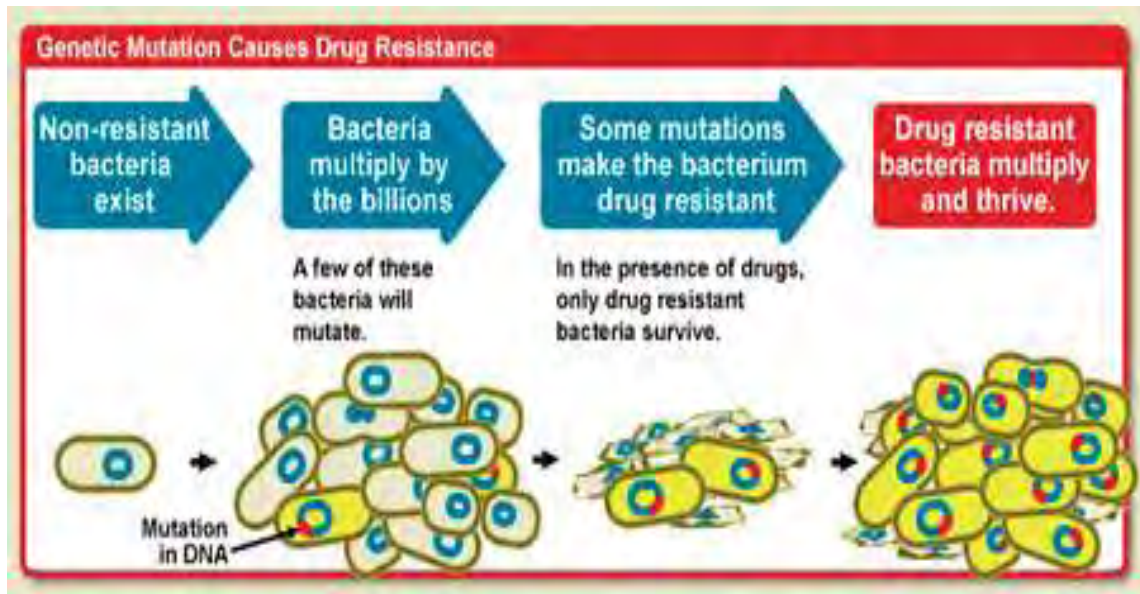 Genetic Mutation Causes Drug Resistance
Non-resistant
bacteria
exist
Bacteria
multiply by
the billions
Some mutations
make the bacterium
drug resistant
Drug resistant
bacteria multiply
and thrive.
A few of these
bacteria will
mutate.
In the presence of drugs,
only drug resistant
bacteria survive.
Mutation
in DNA